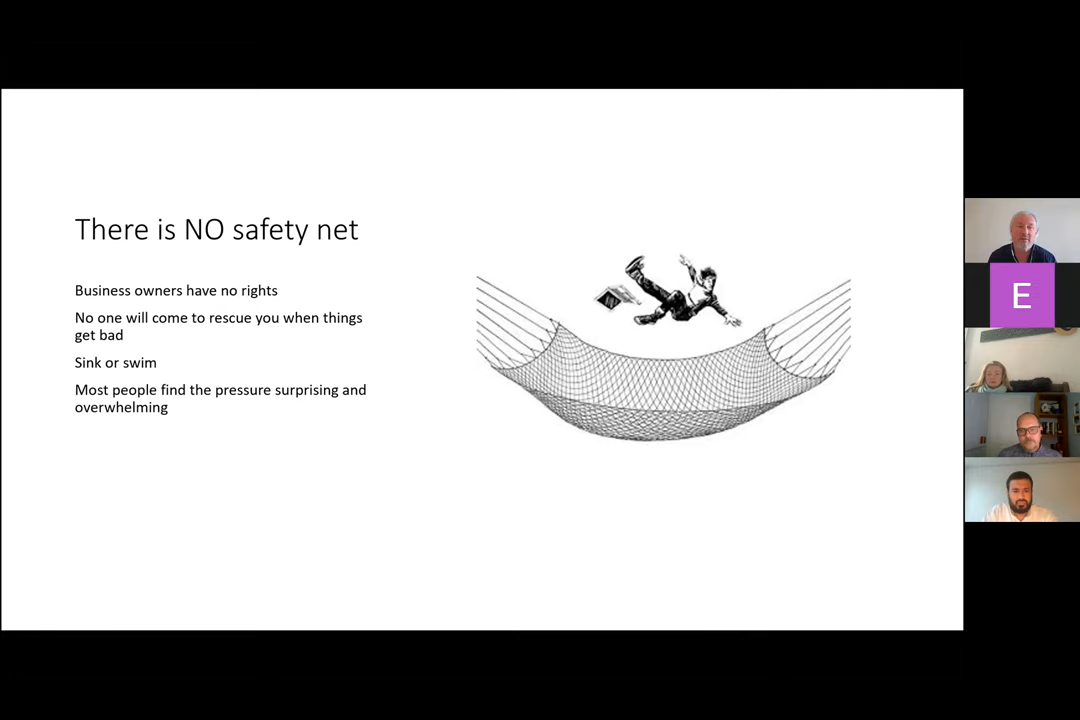 There is NO safety net
Business owners have no rights
No one will come to rescue you when things
get bad
Sink or swim
Most people find the pressure surprising and
overwhelming
E